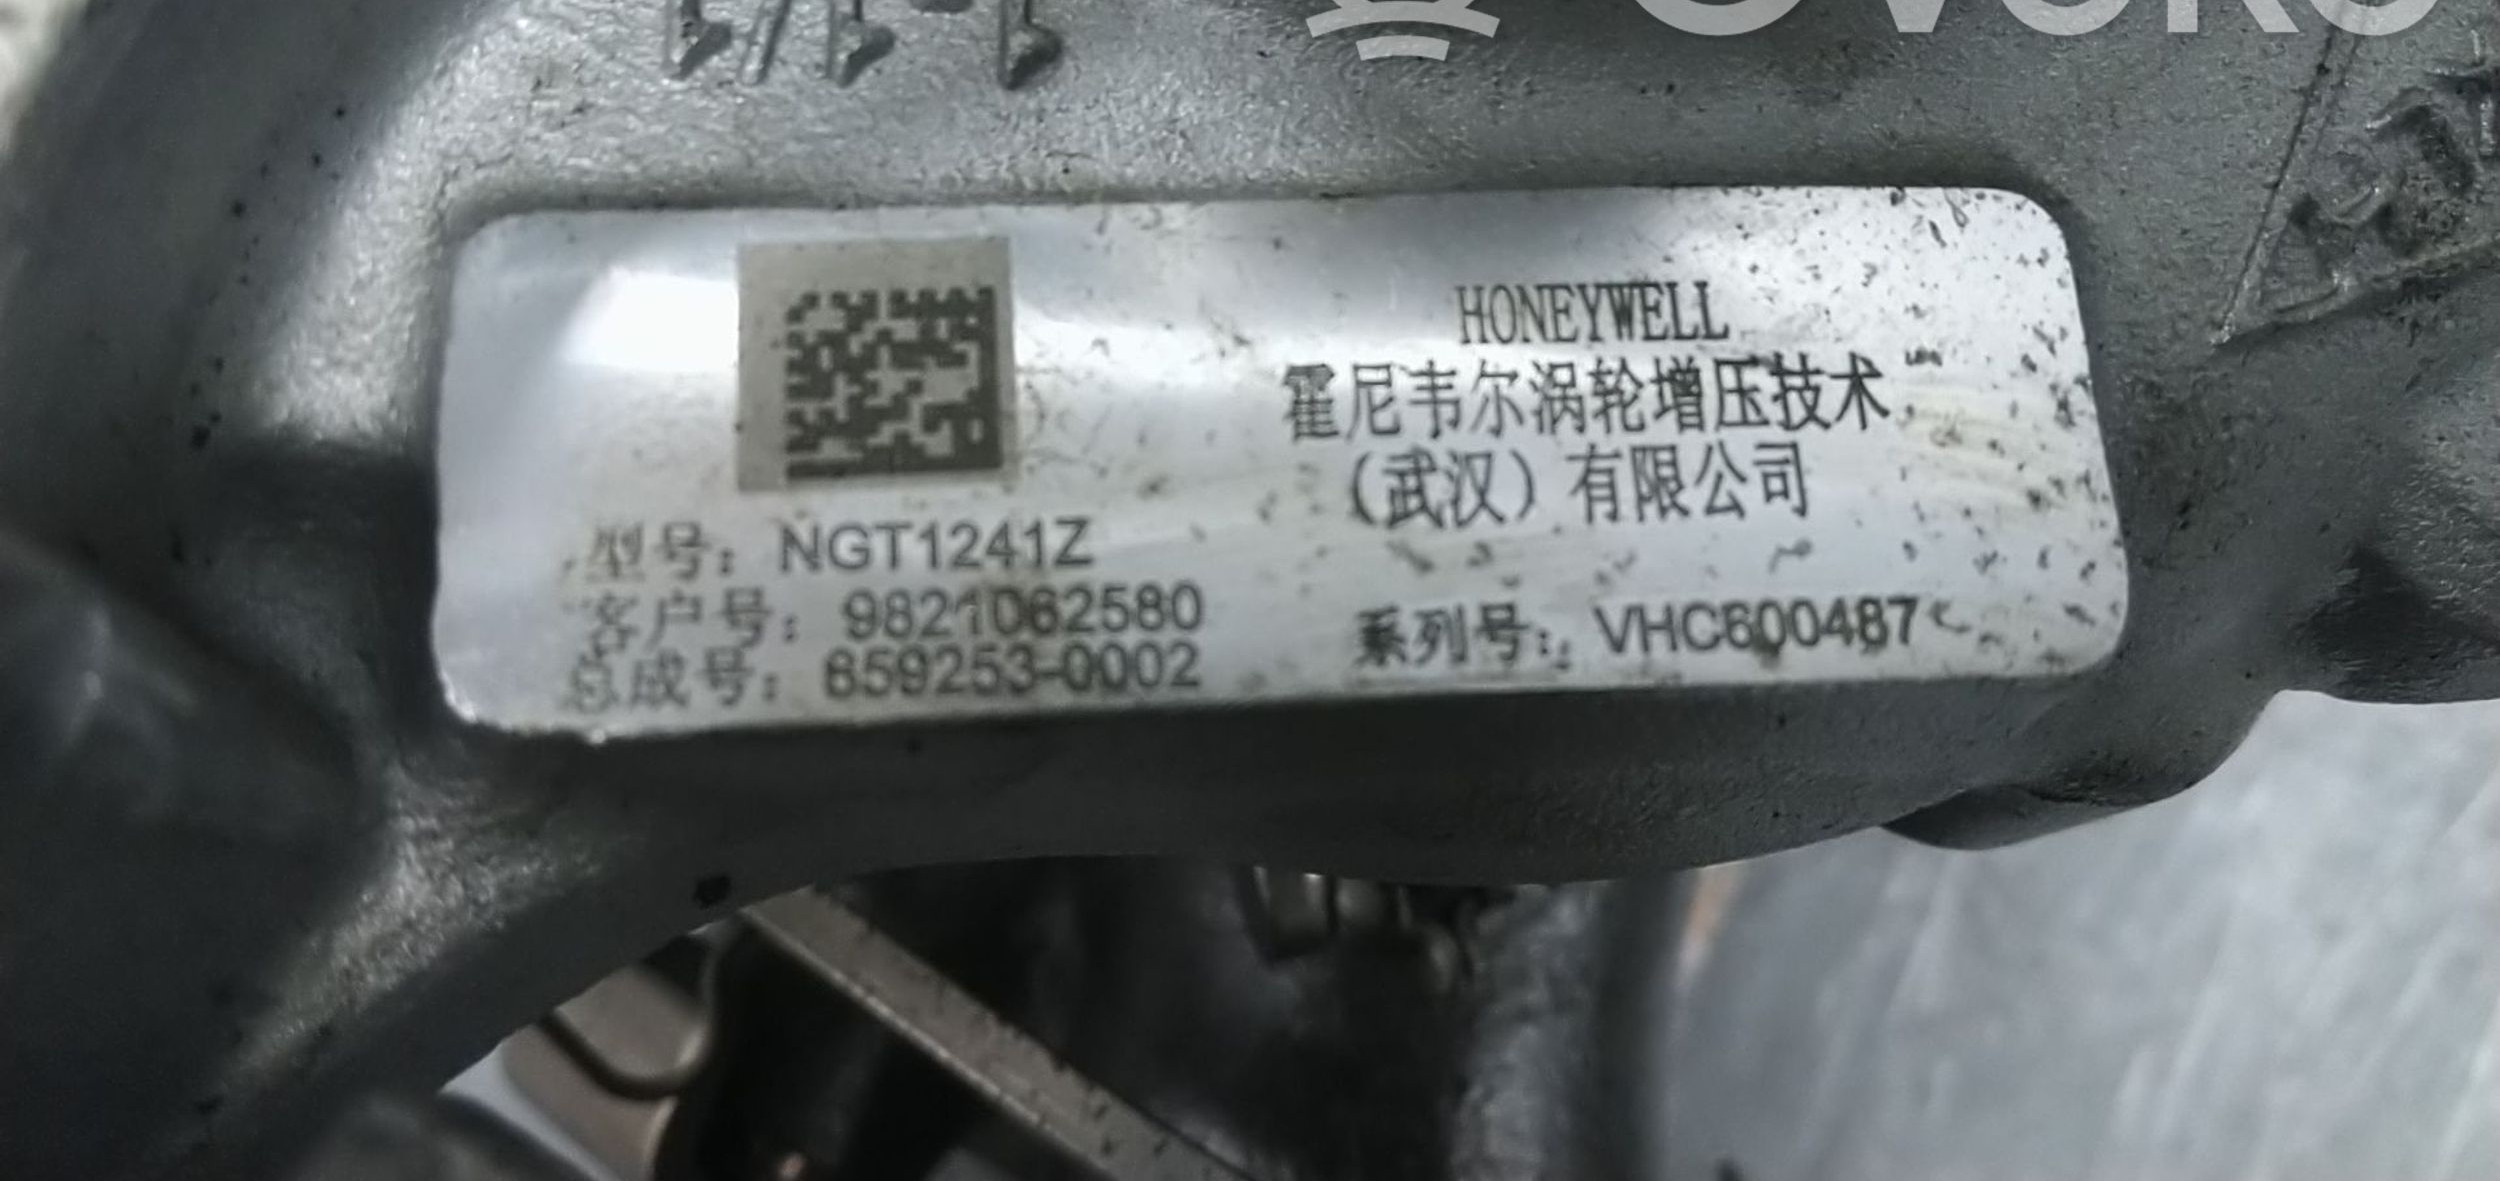 HONEYWELL
霍尼韦尔涡轮增压技术
（武汉）有限公司
型号：NGT1241Z
客户号：9821062580
总成号：859253-0002
系列号：VHC600487